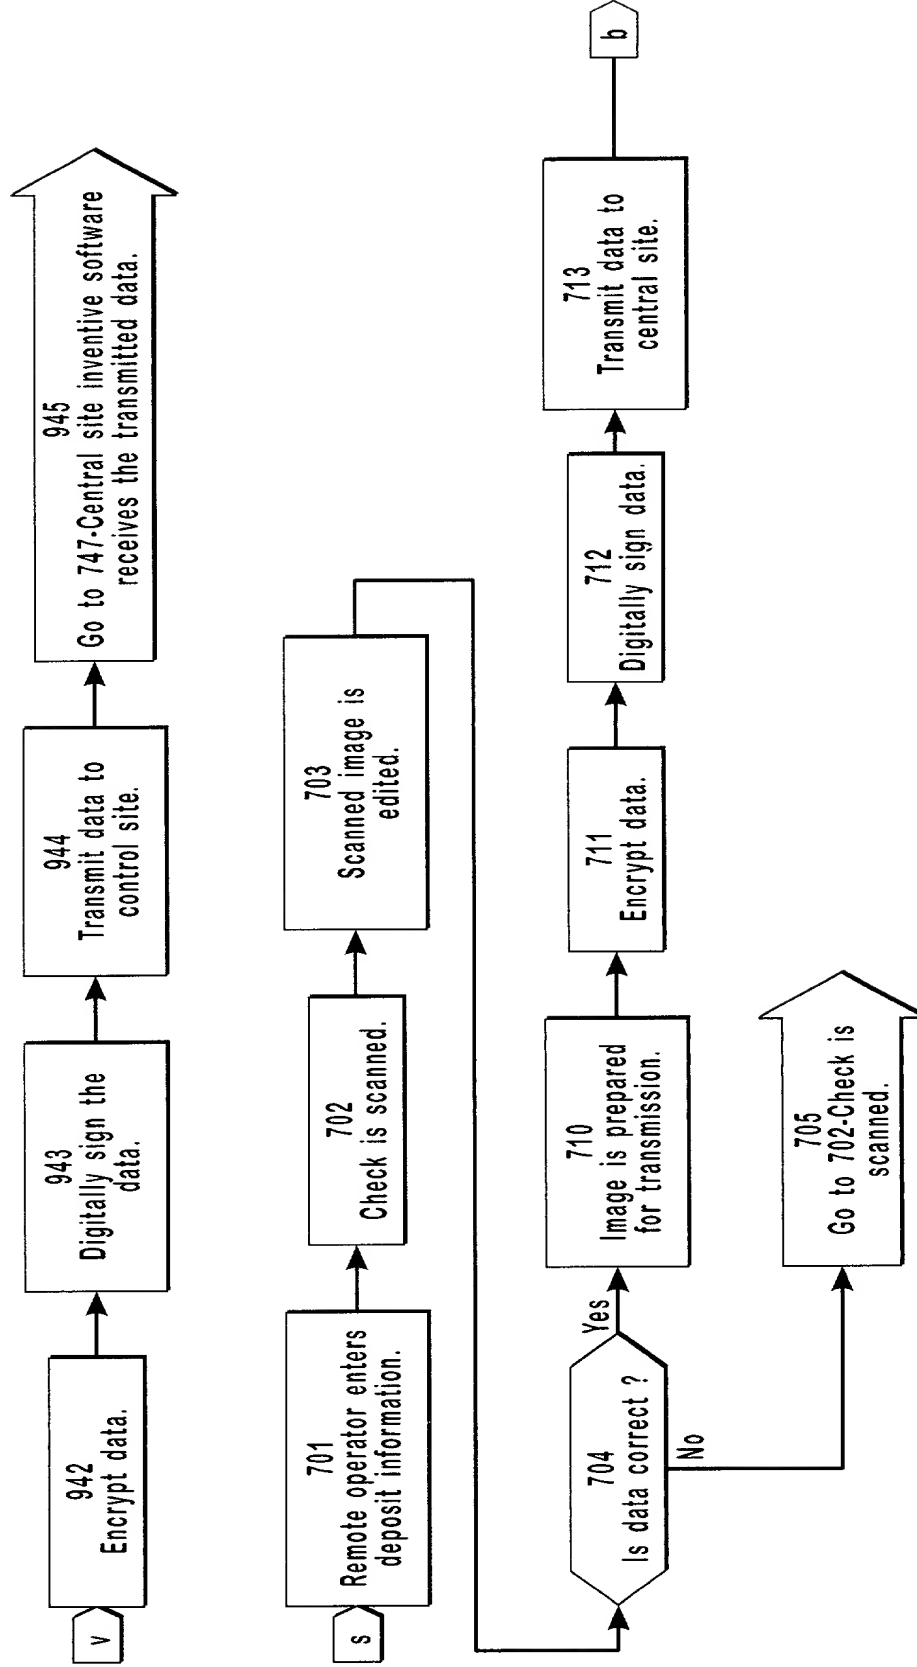 v
942
Encrypt data.
943
Digitally sign the
data.
944
Transmit data to
control site.
945
Go to 747-Central site inventive software
receives the transmitted data.
s
701
Remote operator enters
deposit information.
702
Check is scanned.
703
Scanned image is
edited.
704
Is data correct ?
Yes
No
710
Image is prepared
for transmission.
711
Encrypt data.
712
Digitally sign data.
713
Transmit data to
central site.
b
705
Go to 702-Check is
scanned.